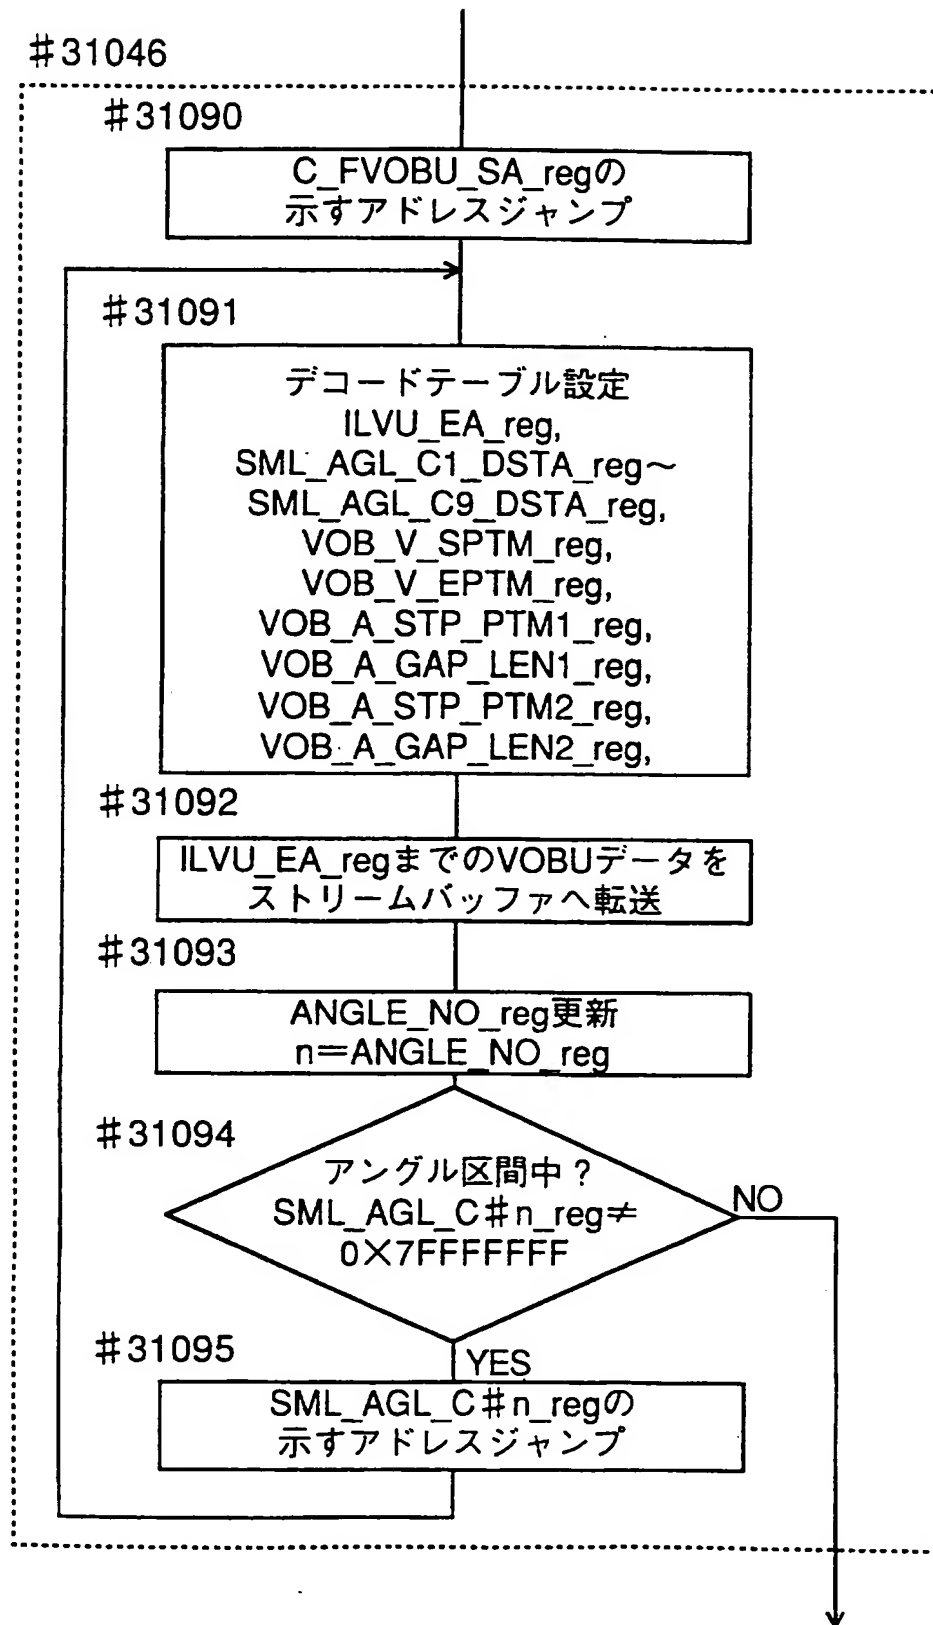 #31046
#31090
C_FVOBU_SA_regの
示すアドレスジャンプ
#31091
デコードテーブル設定
ILVU_EA_reg,
SML_AGL_C1_DSTA_reg～
SML_AGL_C9_DSTA_reg,
VOB_V_SPTM_reg,
VOB_V_EPTM_reg,
VOB_A_STP_PTM1_reg,
VOB_A_GAP_LEN1_reg,
VOB_A_STP_PTM2_reg,
VOB_A_GAP_LEN2_reg,
#31092
ILVU_EA_regまでのVOBUデータを
ストリームバッファへ転送
#31093
ANGLE_NO_reg更新
n＝ANGLE_NO_reg
#31094
アングル区間中？
SML_AGL_C#n_reg≠
0×7FFFFFFF
NO
#31095
YES
SML_AGL_C#n_regの
示すアドレスジャンプ